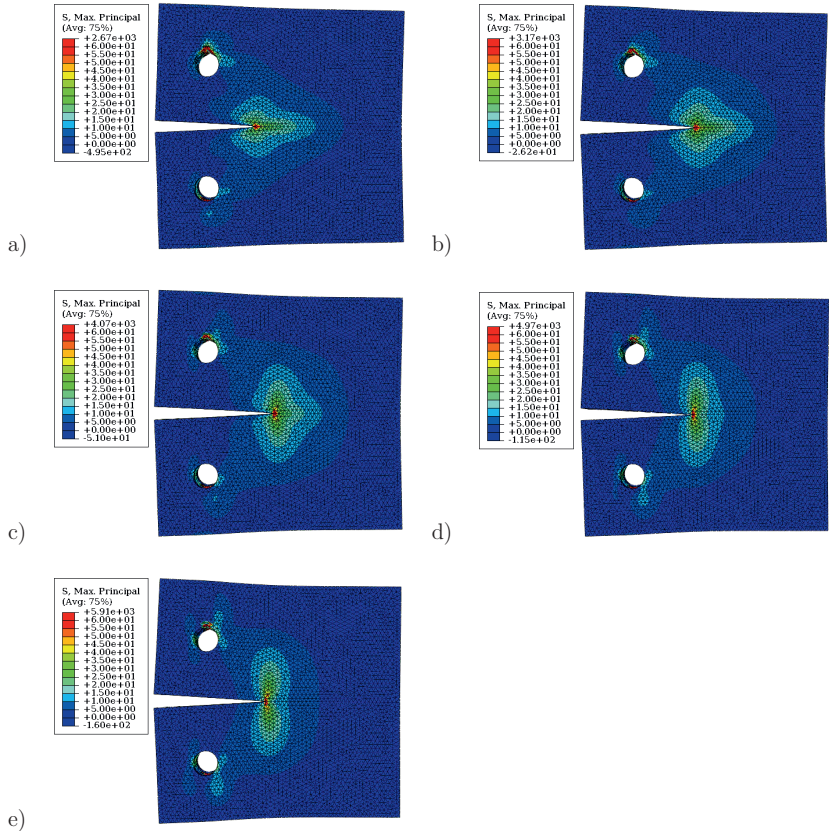 S, Max. Principal
(Avg: 75%)
+2.67e+03
+6.00e+01
+5.50e+01
+5.00e+01
+4.50e+01
+4.00e+01
+3.50e+01
+3.00e+01
+2.50e+01
+2.00e+01
+1.50e+01
+1.00e+01
+5.00e+00
+0.00e+00
-4.95e+02
a)
S, Max. Principal
(Avg: 75%)
+3.17e+03
+6.00e+01
+5.50e+01
+5.00e+01
+4.50e+01
+4.00e+01
+3.50e+01
+3.00e+01
+2.50e+01
+2.00e+01
+1.50e+01
+1.00e+01
+5.00e+00
+0.00e+00
-2.62e+01
b)
S, Max. Principal
(Avg: 75%)
+4.07e+03
+6.00e+01
+5.50e+01
+5.00e+01
+4.50e+01
+4.00e+01
+3.50e+01
+3.00e+01
+2.50e+01
+2.00e+01
+1.50e+01
+1.00e+01
+5.00e+00
+0.00e+00
-5.10e+01
c)
S, Max. Principal
(Avg: 75%)
+4.97e+03
+6.00e+01
+5.50e+01
+5.00e+01
+4.50e+01
+4.00e+01
+3.50e+01
+3.00e+01
+2.50e+01
+2.00e+01
+1.50e+01
+1.00e+01
+5.00e+00
+0.00e+00
-1.15e+02
d)
S, Max. Principal
(Avg: 75%)
+5.91e+03
+6.00e+01
+5.50e+01
+5.00e+01
+4.50e+01
+4.00e+01
+3.50e+01
+3.00e+01
+2.50e+01
+2.00e+01
+1.50e+01
+1.00e+01
+5.00e+00
+0.00e+00
-1.60e+02
e)